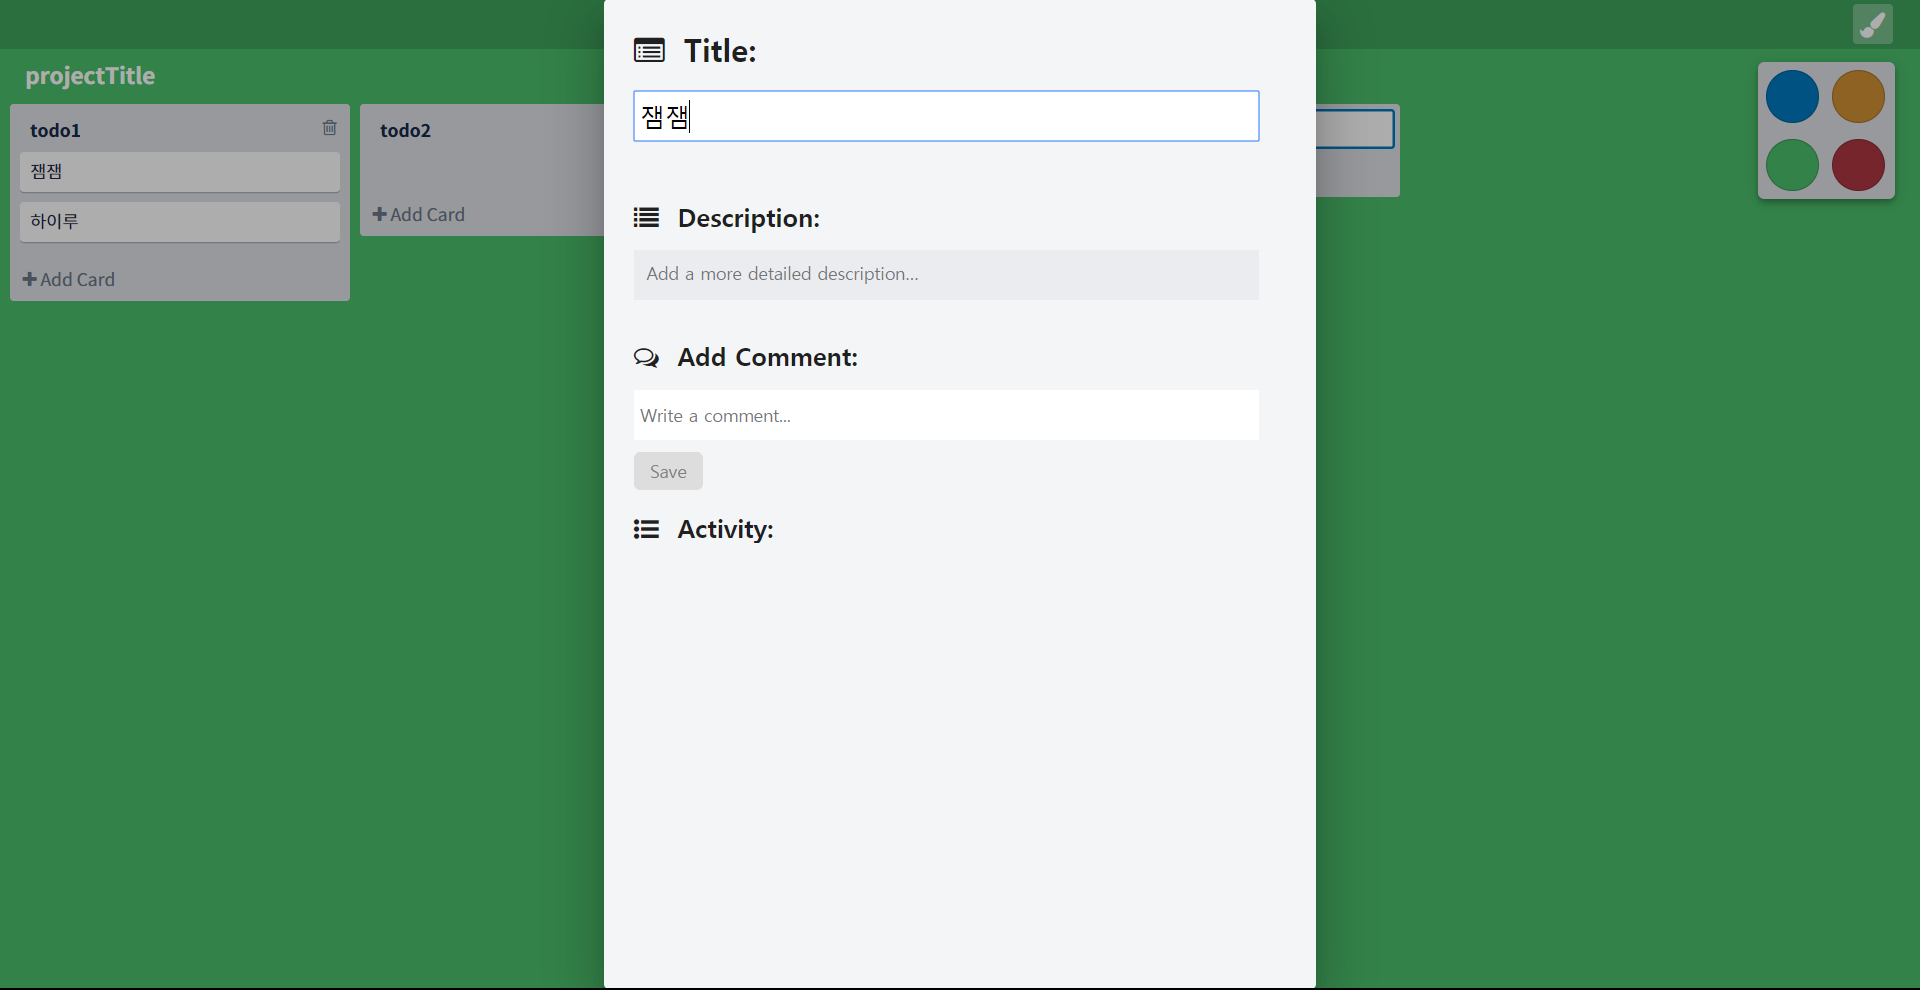 projectTitle
todo1
잼잼
하이루
Add Card
todo2
Add Card
Title:
잼잼
Description:
Add a more detailed description...
Add Comment:
Write a comment...
Save
Activity: